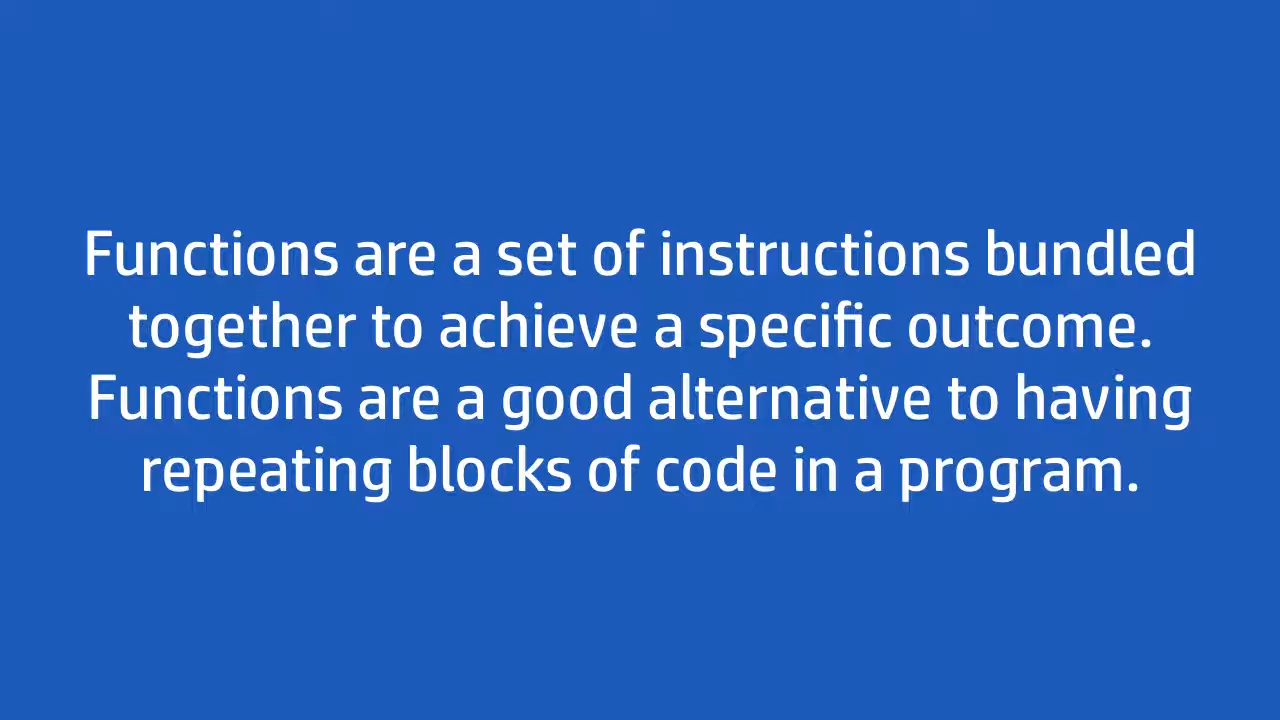 Functions are a set of instructions bundled
together to achieve a specific outcome.
Functions are a good alternative to having
repeating blocks of code in a program.